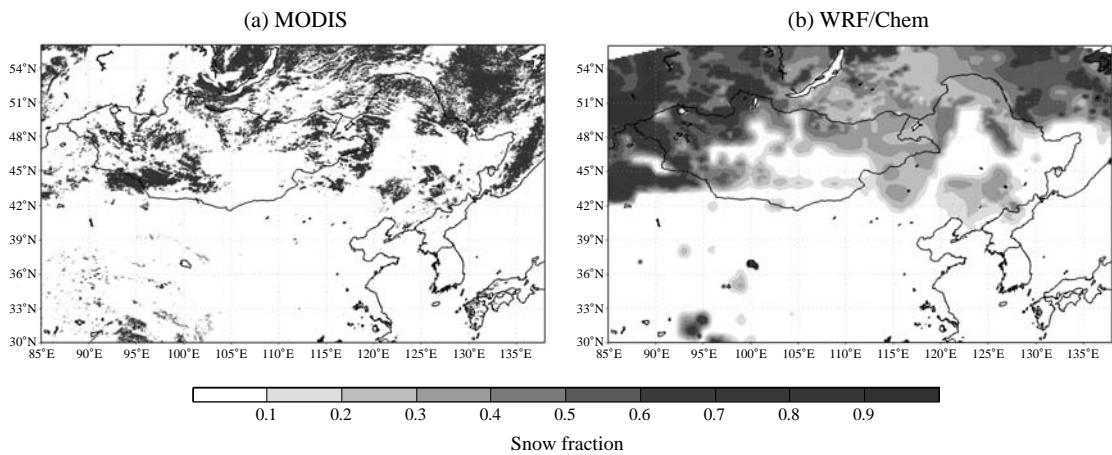 (a) MODIS
(b) WRF/Chem
54°N
51°N
48°N
45°N
42°N
39°N
36°N
33°N
30°N
85°E 90°E 95°E 100°E 105°E 110°E 115°E 120°E 125°E 130°E 135°E
54°N
51°N
48°N
45°N
42°N
39°N
36°N
33°N
30°N
85°E 90°E 95°E 100°E 105°E 110°E 115°E 120°E 125°E 130°E 135°E
0.1 0.2 0.3 0.4 0.5 0.6 0.7 0.8 0.9
Snow fraction